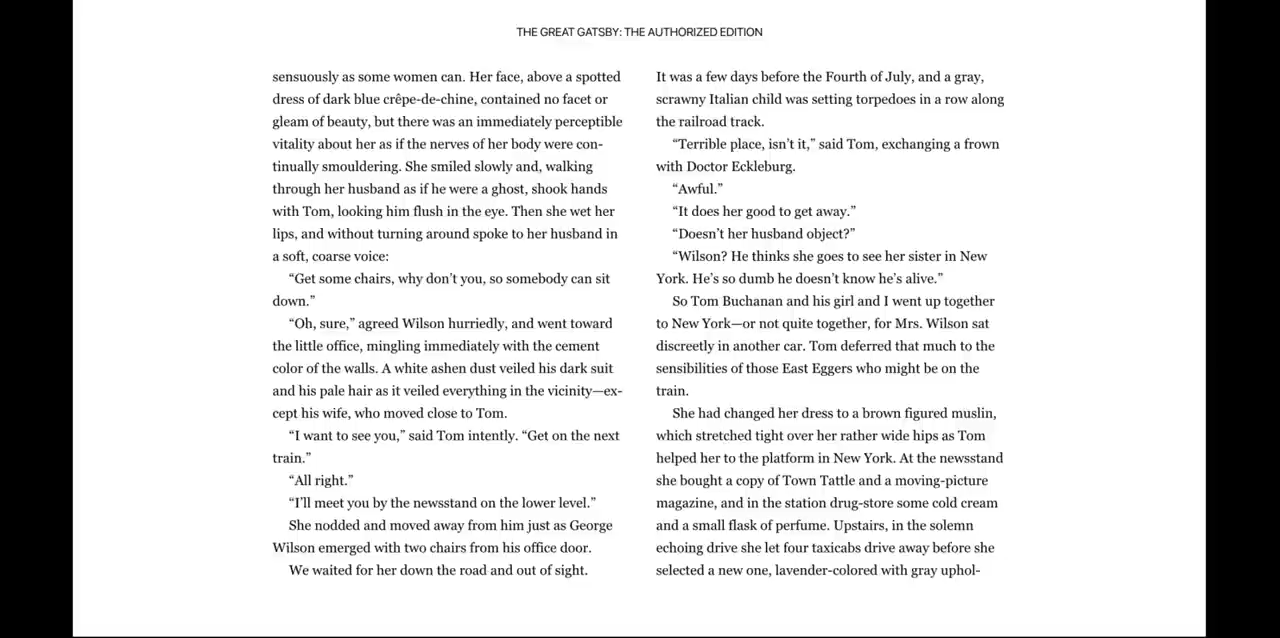 THE GREAT GATSBY: THE AUTHORIZED EDITION
sensuously as some women can. Her face, above a spotted
dress of dark blue crêpe-de-chine, contained no facet or
gleam of beauty, but there was an immediately perceptible
vitality about her as if the nerves of her body were con-
tinually smouldering. She smiled slowly and, walking
through her husband as if he were a ghost, shook hands
with Tom, looking him flush in the eye. Then she wet her
lips, and without turning around spoke to her husband in
a soft, coarse voice:
“Get some chairs, why don’t you, so somebody can sit
down.”
“Oh, sure,” agreed Wilson hurriedly, and went toward
the little office, mingling immediately with the cement
color of the walls. A white ashen dust veiled his dark suit
and his pale hair as it veiled everything in the vicinity—ex-
cept his wife, who moved close to Tom.
“I want to see you,” said Tom intently. “Get on the next
train.”
“All right.”
“I’ll meet you by the newsstand on the lower level.”
She nodded and moved away from him just as George
Wilson emerged with two chairs from his office door.
We waited for her down the road and out of sight.
It was a few days before the Fourth of July, and a gray,
scrawny Italian child was setting torpedoes in a row along
the railroad track.
“Terrible place, isn’t it,” said Tom, exchanging a frown
with Doctor Eckleburg.
“Awful.”
“It does her good to get away.”
“Doesn’t her husband object?”
“Wilson? He thinks she goes to see her sister in New
York. He’s so dumb he doesn’t know he’s alive.”
So Tom Buchanan and his girl and I went up together
to New York—or not quite together, for Mrs. Wilson sat
discreetly in another car. Tom deferred that much to the
sensibilities of those East Eggers who might be on the
train.
She had changed her dress to a brown figured muslin,
which stretched tight over her rather wide hips as Tom
helped her to the platform in New York. At the newsstand
she bought a copy of Town Tattle and a moving-picture
magazine, and in the station drug-store some cold cream
and a small flask of perfume. Upstairs, in the solemn
echoing drive she let four taxicabs drive away before she
selected a new one, lavender-colored with gray uphol-